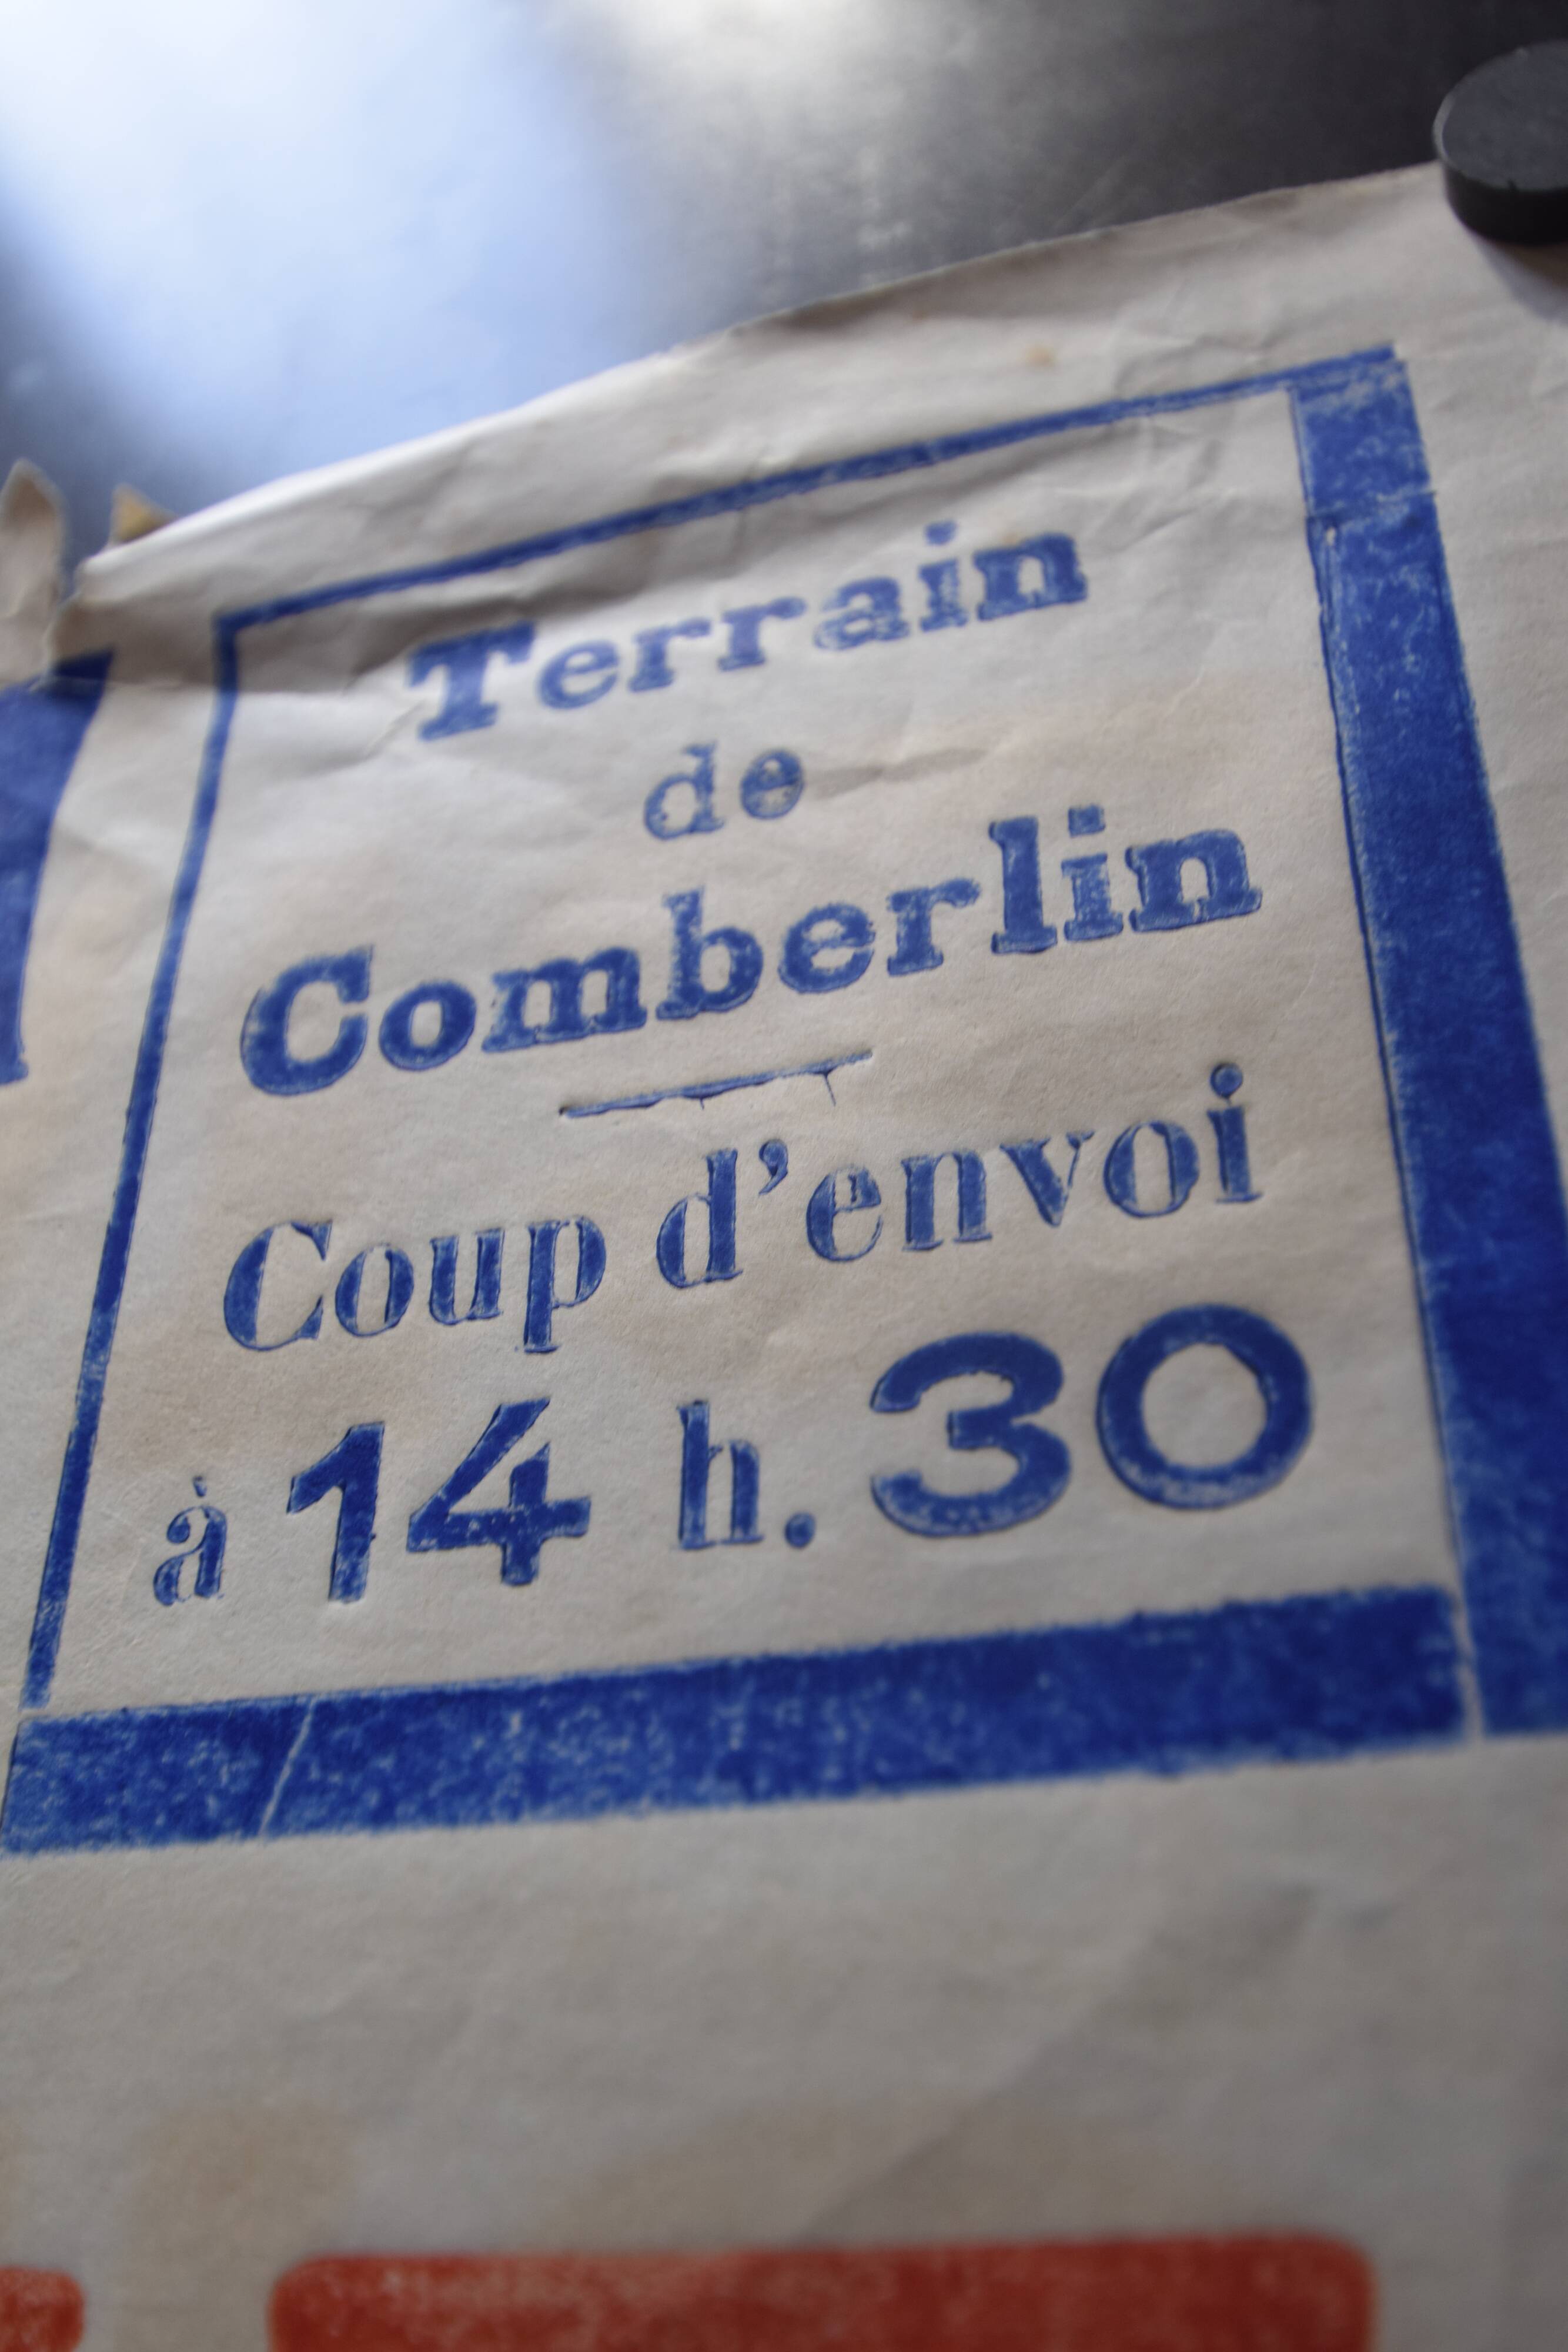 Terrain
de
Comberlin
Coup d'envoi
à 14 h. 30